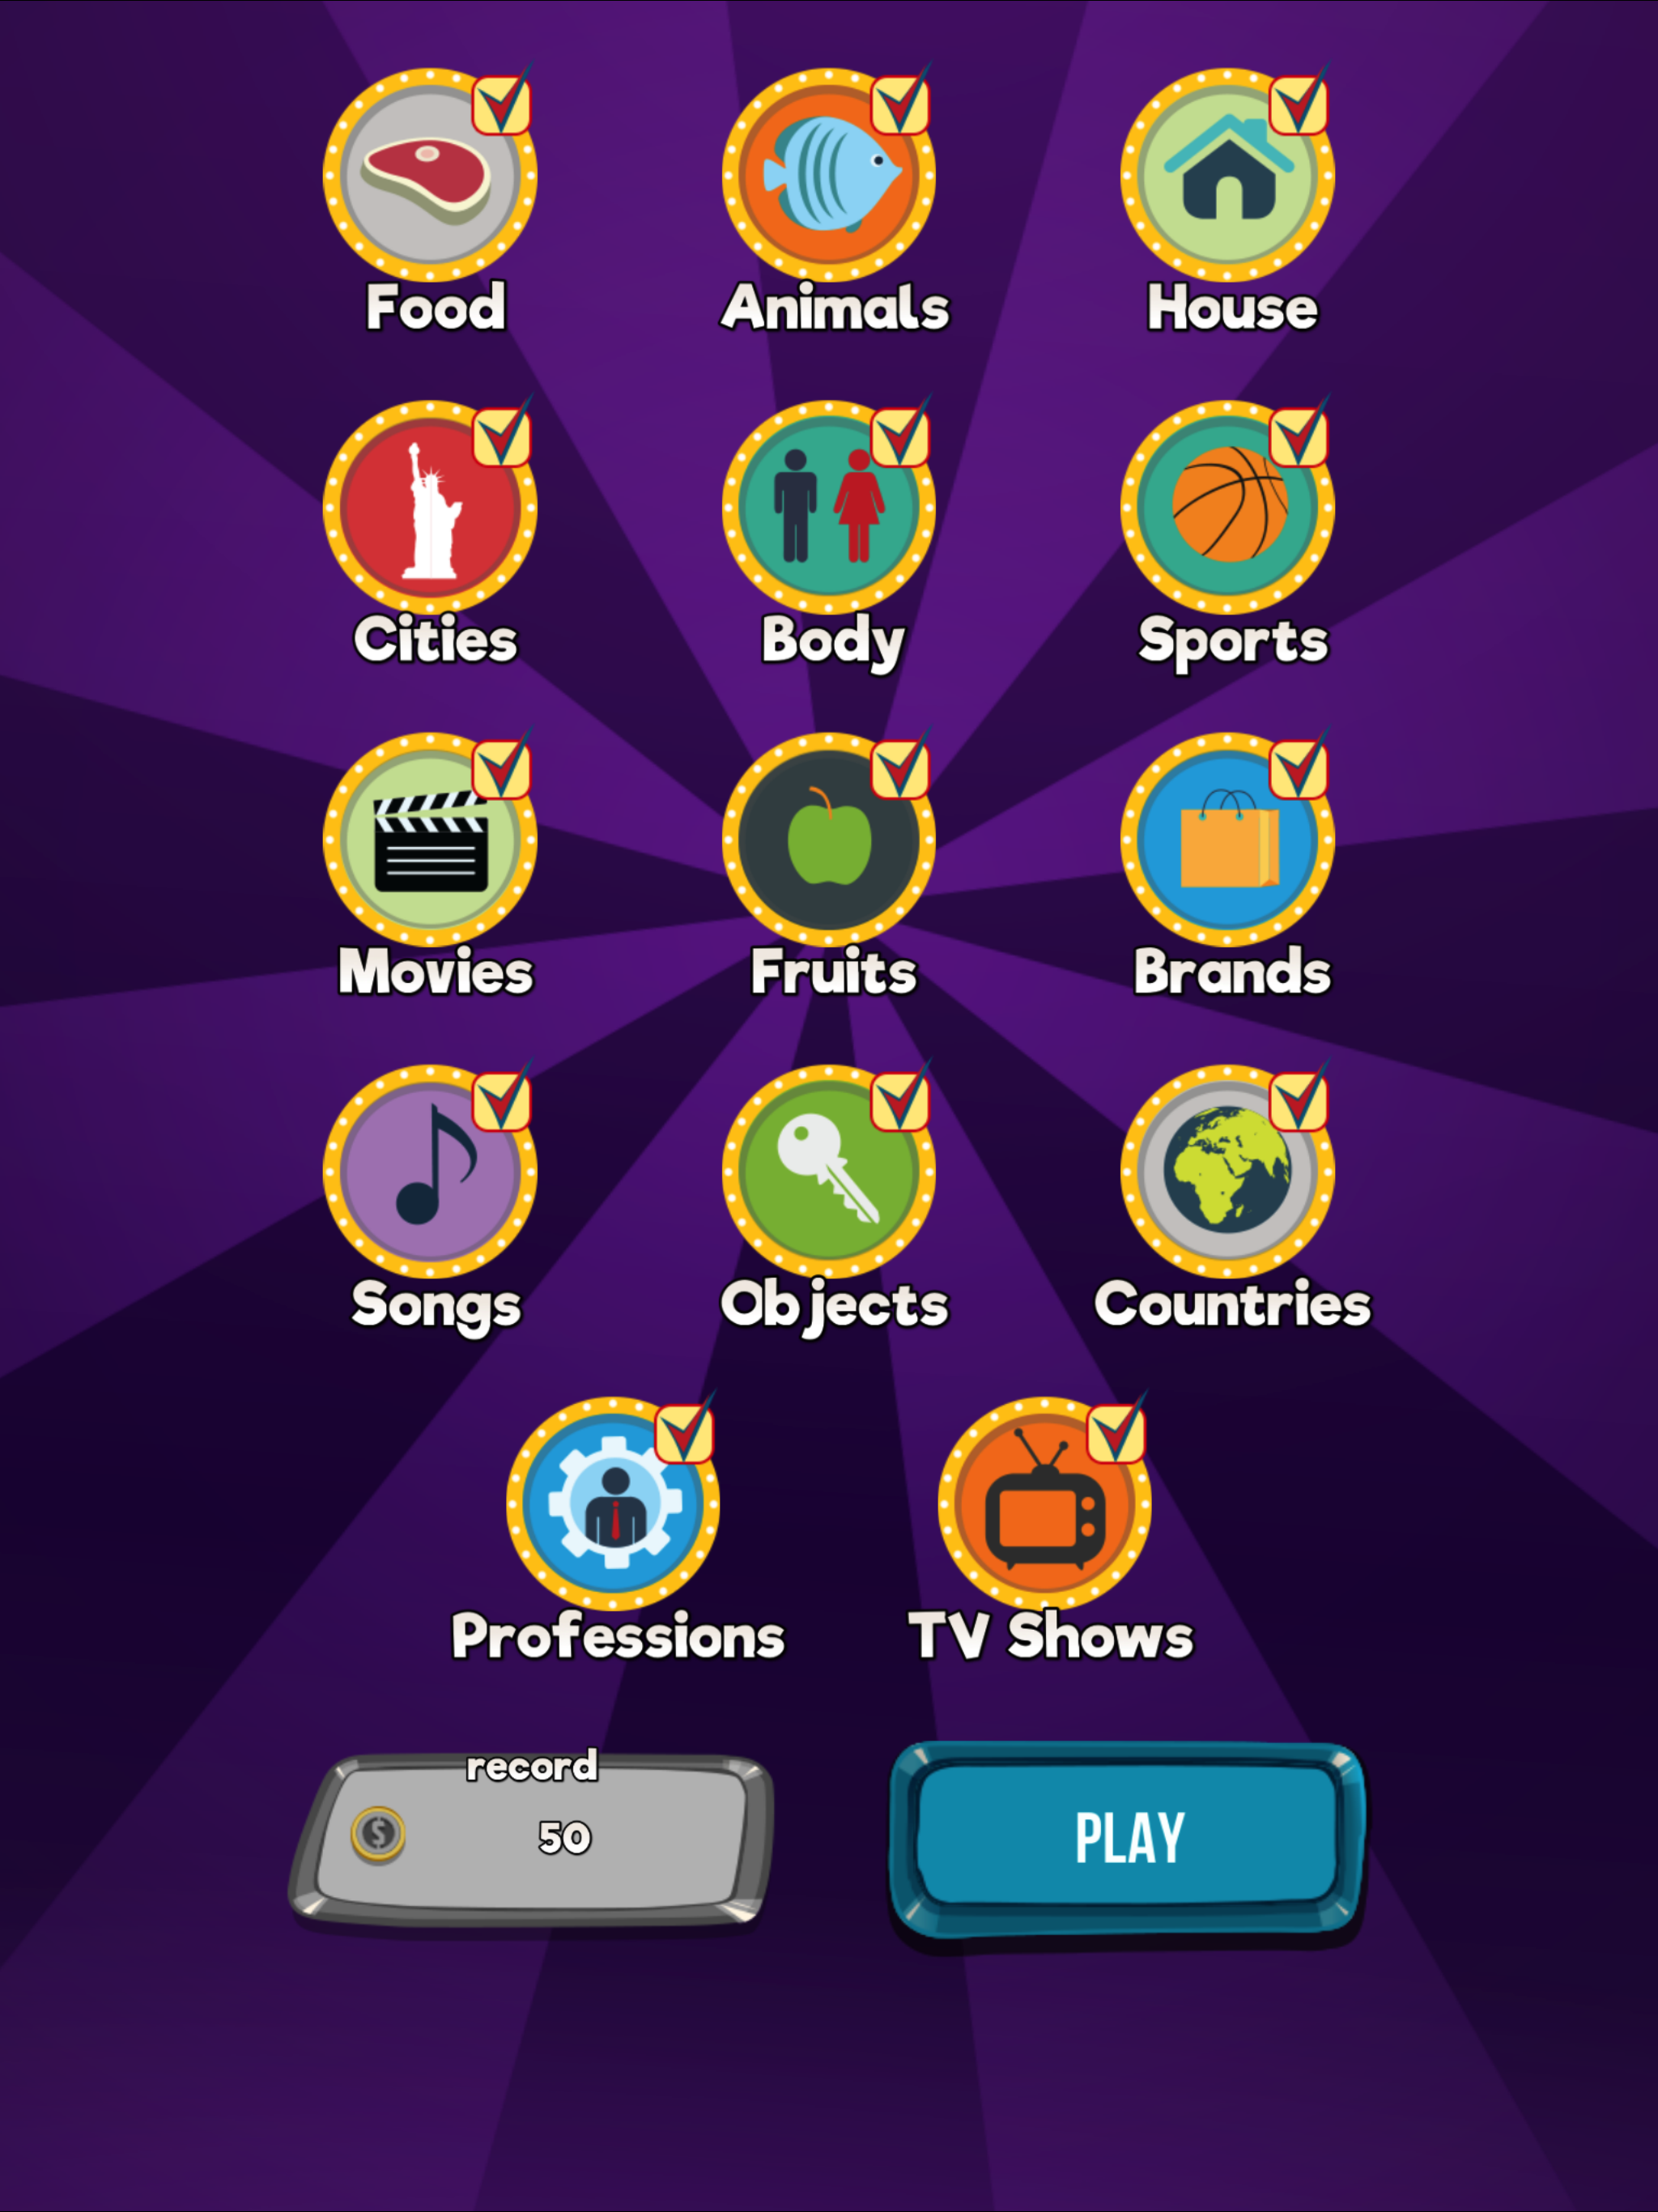 Food Animals House
Cities Body Sports
Movies Fruits Brands
Songs Objects Countries
Professions TV Shows
record
50
PLAY